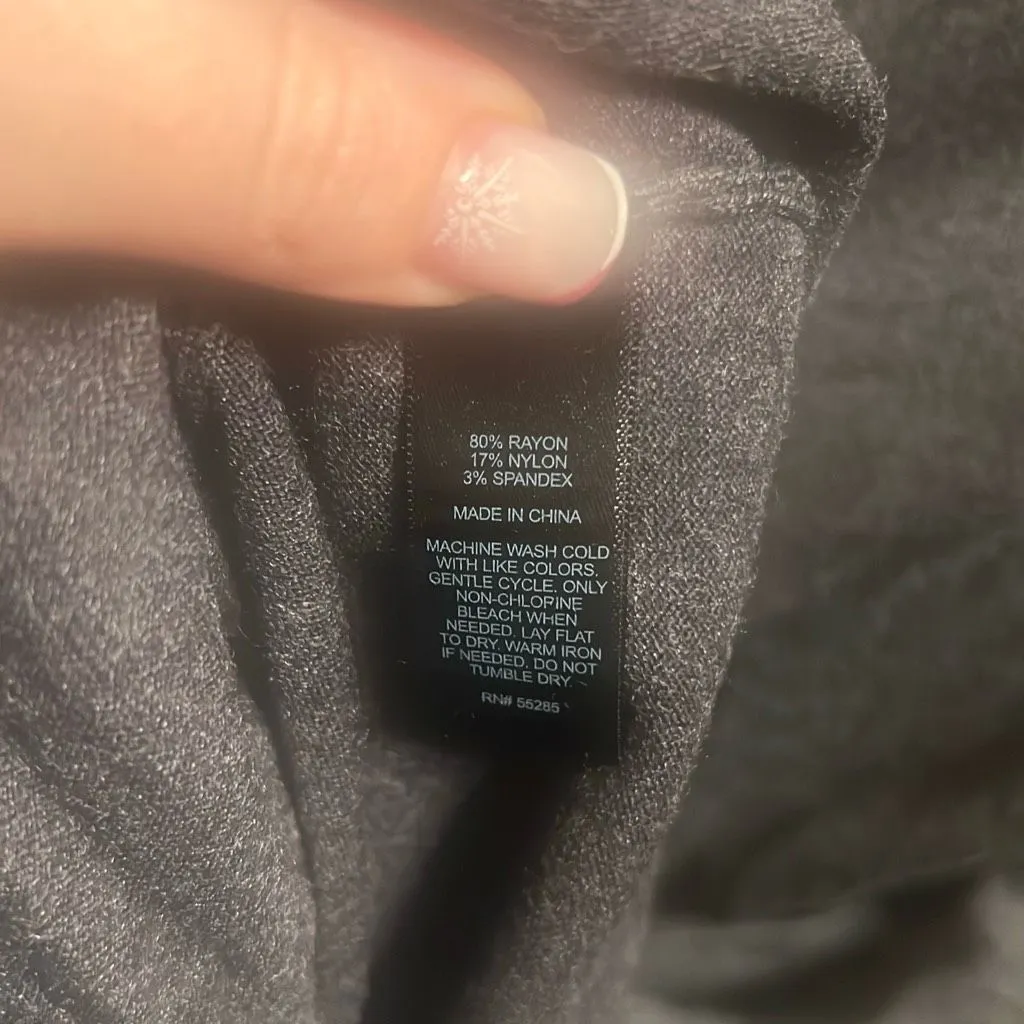 80% RAYON
17% NYLON
3% SPANDEX
MADE IN CHINA
MACHINE WASH COLD
WITH LIKE COLORS.
GENTLE CYCLE. ONLY
NON-CHLORINE
BLEACH WHEN
NEEDED. LAY FLAT
TO DRY. WARM IRON
IF NEEDED. DO NOT
TUMBLE DRY.
RN# 55285